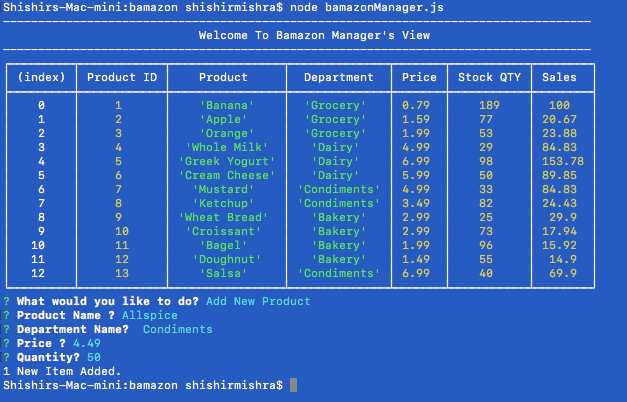 Shishirs-Mac-mini:bamazon shishirmishra$ node bamazonManager.js
Welcome To Bamazon Manager's View
(index) Product ID Product Department Price Stock QTY Sales
0 1 'Banana' 'Grocery' 0.79 189 100
1 2 'Apple' 'Grocery' 1.59 77 20.67
2 3 'Orange' 'Grocery' 1.99 53 23.88
3 4 'Whole Milk' 'Dairy' 4.99 29 84.83
4 5 'Greek Yogurt' 'Dairy' 6.99 98 153.78
5 6 'Cream Cheese' 'Dairy' 5.99 50 89.85
6 7 'Mustard' 'Condiments' 4.99 33 84.83
7 8 'Ketchup' 'Condiments' 3.49 82 24.43
8 9 'Wheat Bread' 'Bakery' 2.99 25 29.9
9 10 'Croissant' 'Bakery' 2.99 73 17.94
10 11 'Bagel' 'Bakery' 1.99 96 15.92
11 12 'Doughnut' 'Bakery' 1.49 55 14.9
12 13 'Salsa' 'Condiments' 6.99 40 69.9
? What would you like to do? Add New Product
? Product Name ? Allspice
? Department Name?  Condiments
? Price ? 4.49
? Quantity? 50
1 New Item Added.
Shishirs-Mac-mini:bamazon shishirmishra$